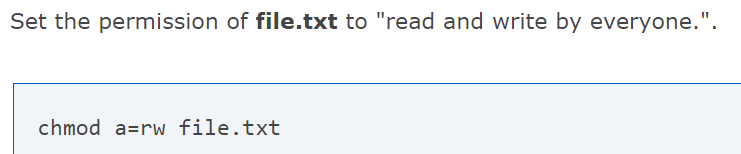 Set the permission of file.txt to "read and write by everyone.".
chmod a=rw file.txt